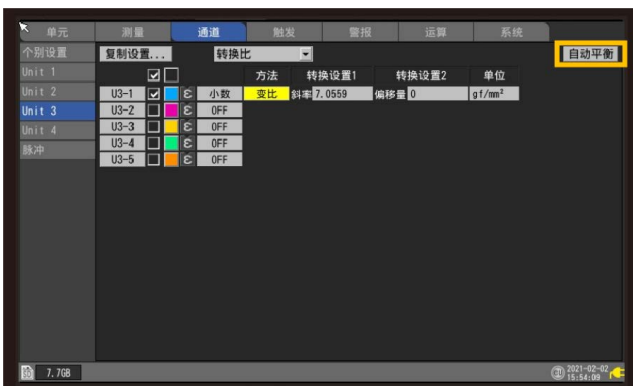 单元 测量 通道 触发 警报 运算 系统
个别设置 复制设置... 转换比 自动平衡
Unit 1 方法 转换设置1 转换设置2 单位
Unit 2 U3-1 ε 小数 变比 斜率 7.0559 偏移量 0 gf/mm²
Unit 3 U3-2 ε OFF
Unit 4 U3-3 ε OFF
脉冲 U3-4 ε OFF
U3-5 ε OFF
SD 7.7GB 2021-02-02
15:54:09